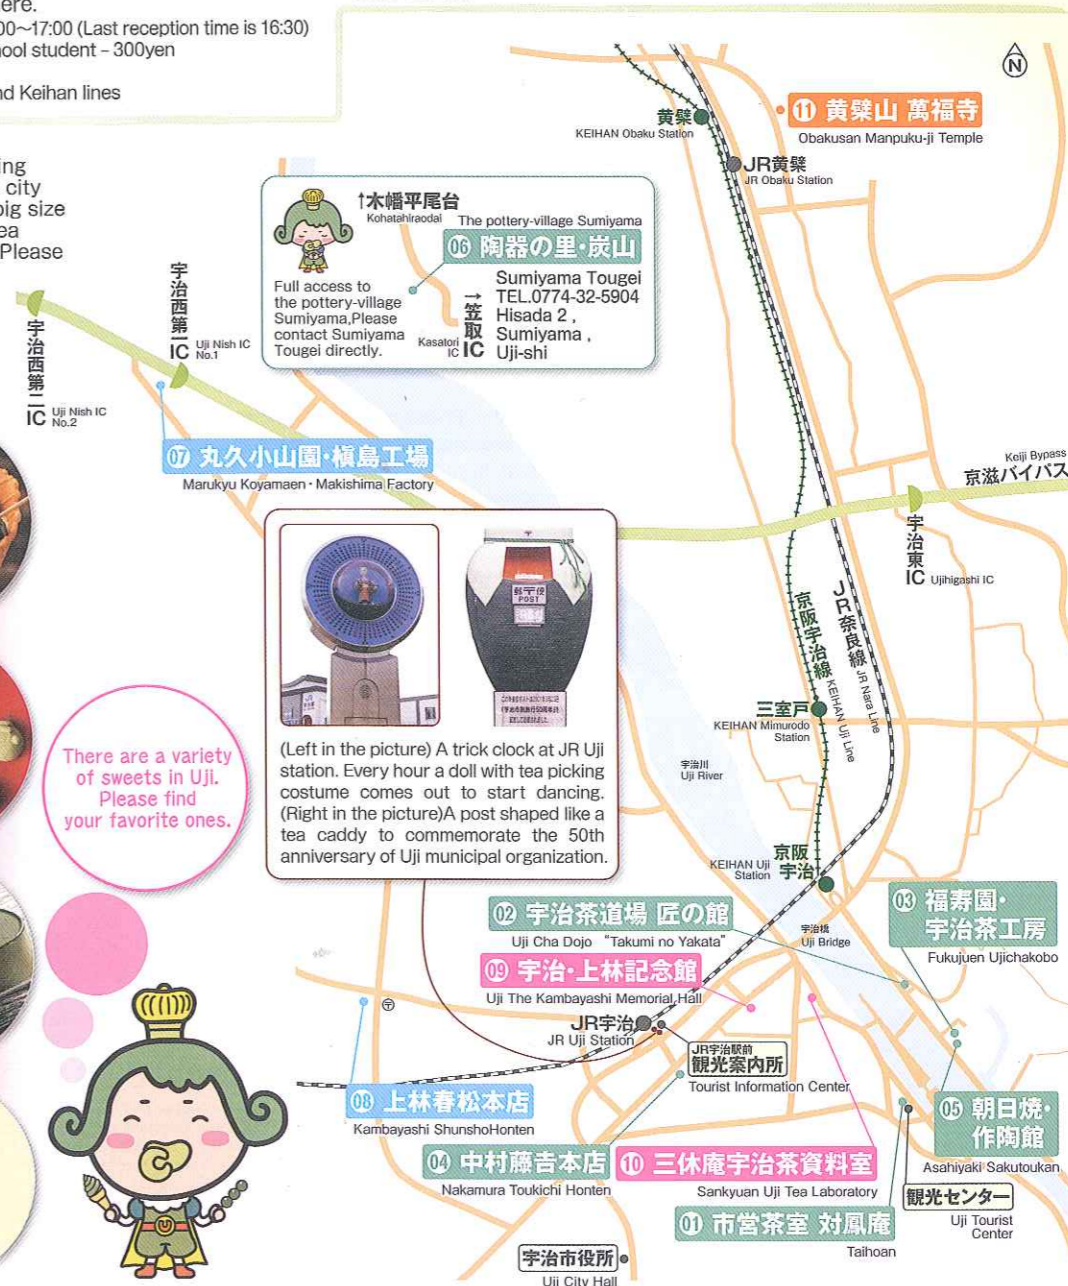 ere.
00~17:00 (Last reception time is 16:30)
hool student – 300yen
nd Keihan lines
ing
city
big size
ea
Please
N
黄檗
KEIHAN Obaku Station
⑪ 黄檗山 萬福寺
Obakusan Manpuku-ji Temple
JR黄檗
JR Obaku Station
↑木幡平尾台
Kohatahiraodai
The pottery-village Sumiyama
06 陶器の里・炭山
Full access to
the pottery-village
Sumiyama,Please
contact Sumiyama
Tougei directly.
→笠取IC
Kasatori
IC
Sumiyama Tougei
TEL.0774-32-5904
Hisada 2 ,
Sumiyama ,
Uji-shi
宇治西第一IC
Uji Nish IC
No.1
宇治西第二IC
Uji Nish IC
No.2
07 丸久小山園・槇島工場
Marukyu Koyamaen・Makishima Factory
Keiji Bypass
京滋バイパス
宇治東IC
Ujihigashi IC
郵便
POST
(Left in the picture) A trick clock at JR Uji
station. Every hour a doll with tea picking
costume comes out to start dancing.
(Right in the picture)A post shaped like a
tea caddy to commemorate the 50th
anniversary of Uji municipal organization.
There are a variety
of sweets in Uji.
Please find
your favorite ones.
京阪宇治線
KEIHAN Uji Line
JR奈良線
JR Nara Line
三室戸
KEIHAN Mimurodo
Station
宇治川
Uji River
京阪
宇治
KEIHAN Uji
Station
02 宇治茶道場 匠の館
Uji Cha Dojo “Takumi no Yakata”
宇治橋
Uji Bridge
03 福寿園・
宇治茶工房
Fukujuen Ujichakobo
09 宇治・上林記念館
Uji The Kambayashi Memorial Hall
〒
JR宇治
JR Uji Station
JR宇治駅前
観光案内所
Tourist Information Center
08 上林春松本店
Kambayashi ShunshoHonten
05 朝日焼・
作陶館
Asahiyaki Sakutoukan
04 中村藤吉本店
Nakamura Toukichi Honten
10 三休庵宇治茶資料室
Sankyuan Uji Tea Laboratory
観光センター
Uji Tourist
Center
01 市営茶室 対鳳庵
Taihoan
宇治市役所
Uji City Hall